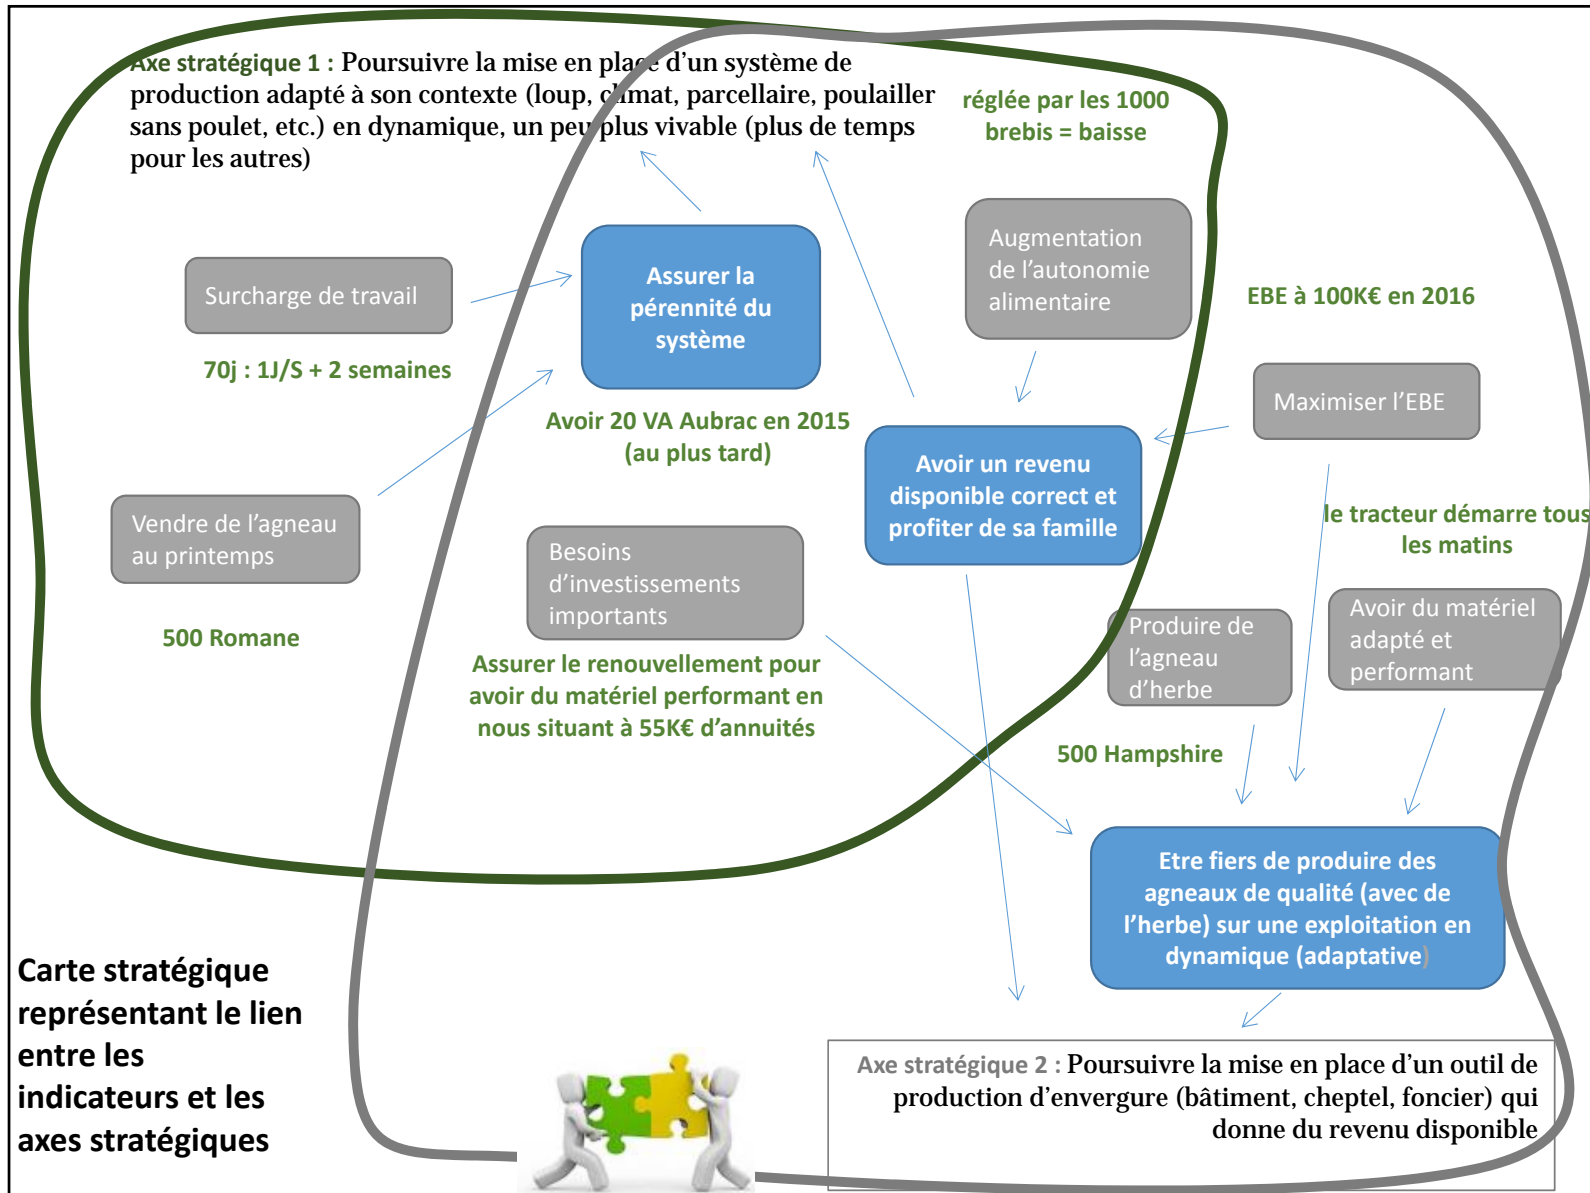 Axe stratégique 1 : Poursuivre la mise en place d'un système de
production adapté à son contexte (loup, climat, parcellaire, poulailler
sans poulet, etc.) en dynamique, un peu plus vivable (plus de temps
pour les autres)
réglée par les 1000
brebis = baisse
Augmentation
de l'autonomie
alimentaire
Assurer la
pérennité du
système
Surcharge de travail
70j : 1J/S + 2 semaines
EBE à 100K€ en 2016
Maximiser l'EBE
Avoir 20 VA Aubrac en 2015
(au plus tard)
Avoir un revenu
disponible correct et
profiter de sa famille
Vendre de l'agneau
au printemps
500 Romane
Besoins
d'investissements
importants
Assurer le renouvellement pour
avoir du matériel performant en
nous situant à 55K€ d'annuités
le tracteur démarre tous
les matins
Produire de
l'agneau
d'herbe
Avoir du matériel
adapté et
performant
500 Hampshire
Etre fiers de produire des
agneaux de qualité (avec de
l'herbe) sur une exploitation en
dynamique (adaptative)
Carte stratégique
représentant le lien
entre les
indicateurs et les
axes stratégiques
Axe stratégique 2 : Poursuivre la mise en place d'un outil de
production d'envergure (bâtiment, cheptel, foncier) qui
donne du revenu disponible